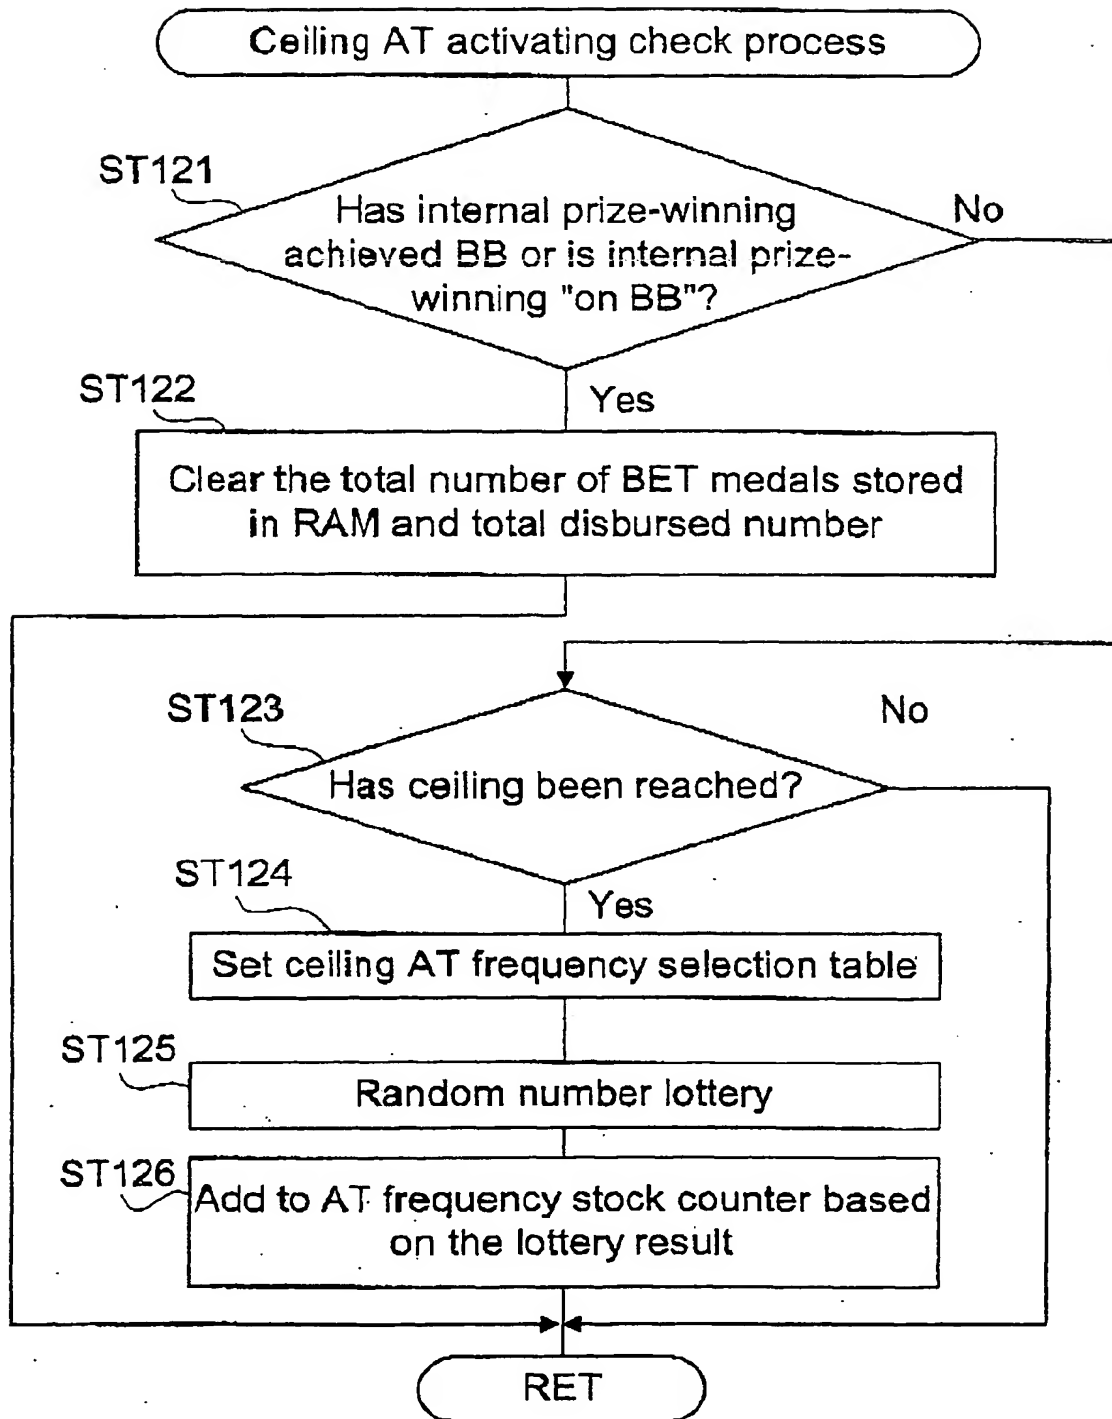 Ceiling AT activating check process
ST121
Has internal prize-winning
achieved BB or is internal prize-
winning "on BB"?
No
ST122
Yes
Clear the total number of BET medals stored
in RAM and total disbursed number
ST123
No
Has ceiling been reached?
ST124
Yes
Set ceiling AT frequency selection table
ST125
Random number lottery
ST126
Add to AT frequency stock counter based
on the lottery result
RET